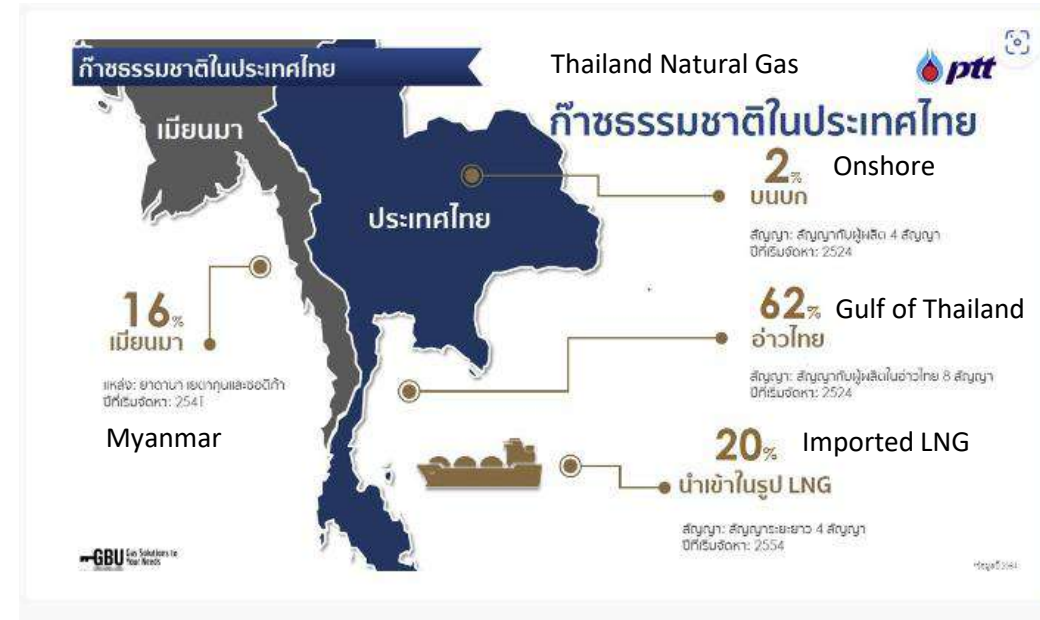 ก๊าซธรรมชาติในประเทศไทย
Thailand Natural Gas
ptt
ก๊าซธรรมชาติในประเทศไทย
เมียนมา
ประเทศไทย
2% Onshore
บนบก
สัญญา: สัญญากับผู้ผลิต 4 สัญญา
ปีที่เริ่มจัดหา: 2524
16%
เมียนมา
แหล่ง: ยาดานา เยตากุนและซอติก้า
ปีที่เริ่มจัดหา: 2541
Myanmar
62% Gulf of Thailand
อ่าวไทย
สัญญา: สัญญากับผู้ผลิตในอ่าวไทย 8 สัญญา
ปีที่เริ่มจัดหา: 2524
20% Imported LNG
นำเข้าในรูป LNG
สัญญา: สัญญาระยะยาว 4 สัญญา
ปีที่เริ่มจัดหา: 2554
GBU Gas Solutions to
Your Needs